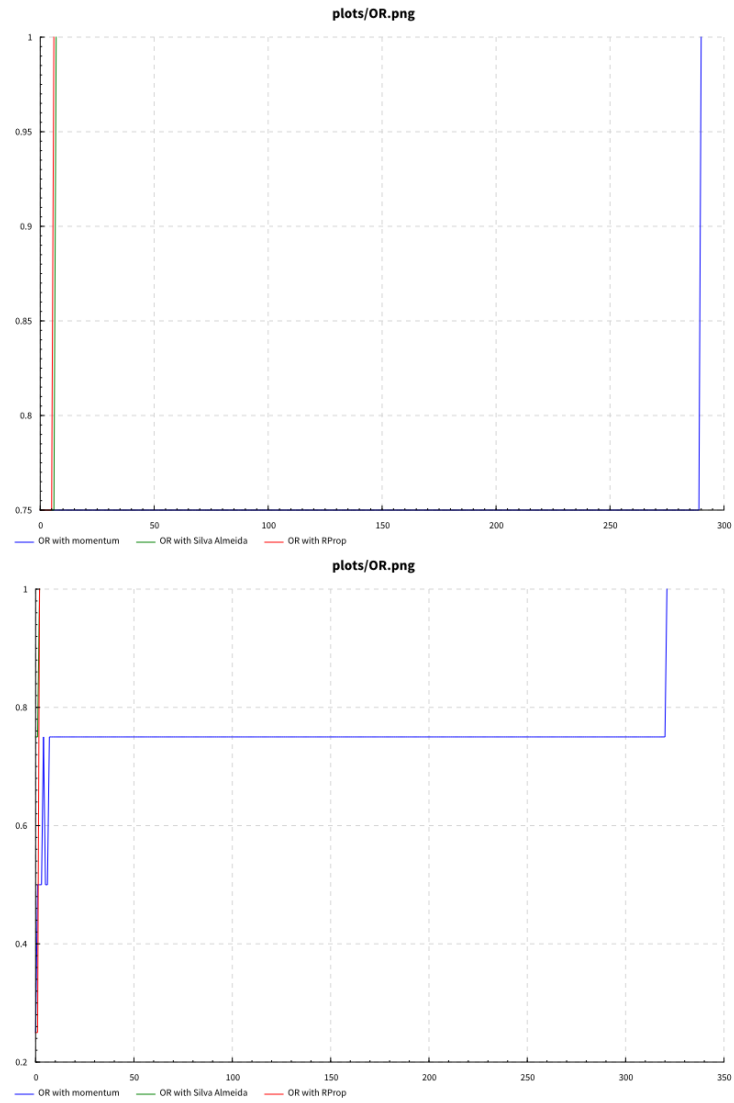 plots/OR.png
1
0.95
0.9
0.85
0.8
0.75
0 50 100 150 200 250 300
OR with momentum OR with Silva Almeida OR with RProp
plots/OR.png
1
0.8
0.6
0.4
0.2
0 50 100 150 200 250 300 350
OR with momentum OR with Silva Almeida OR with RProp